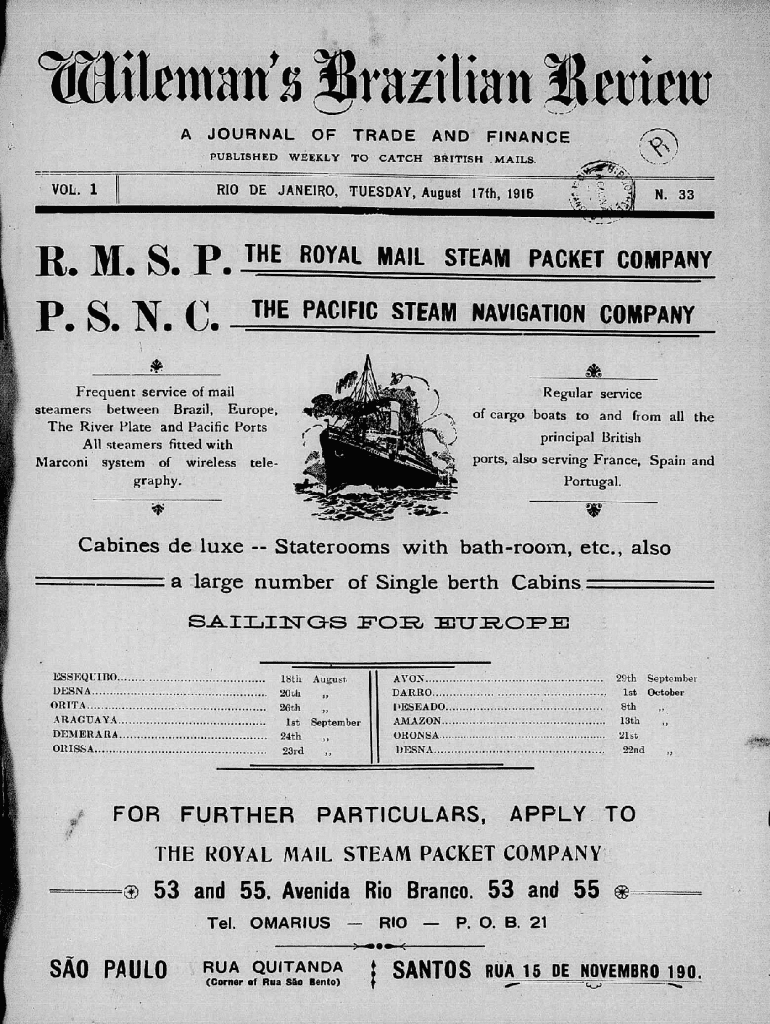 Wileman's Brazilian Review
A JOURNAL OF TRADE AND FINANCE
PUBLISHED WEEKLY TO CATCH BRITISH MAILS.
R
VOL. 1
RIO DE JANEIRO, TUESDAY, August 17th, 1915
N. 33
R. M. S. P. THE ROYAL MAIL STEAM PACKET COMPANY
P. S. N. C. THE PACIFIC STEAM NAVIGATION COMPANY
Frequent service of mail
steamers between Brazil, Europe,
The River Plate and Pacific Ports
All steamers fitted with
Marconi system of wireless tele-
graphy.
Regular service
of cargo boats to and from all the
principal British
ports, also serving France, Spain and
Portugal.
Cabines de luxe -- Staterooms with bath-room, etc., also
a large number of Single berth Cabins
SAILINGS FOR EUROPE
ESSEQUIBO 18th August
DESNA 20th ,,
ORITA 26th ,,
ARAGUAYA 1st September
DEMERARA 24th ,,
ORISSA 23rd ,,
AVON 29th September
DARRO 1st October
DESEADO 8th ,,
AMAZON 13th ,,
ORONSA 21st
DESNA 22nd ,,
FOR FURTHER PARTICULARS, APPLY TO
THE ROYAL MAIL STEAM PACKET COMPANY
53 and 55. Avenida Rio Branco. 53 and 55
Tel. OMARIUS — RIO — P. O. B. 21
SÃO PAULO RUA QUITANDA SANTOS RUA 15 DE NOVEMBRO 190.
(Corner of Rua São Bento)